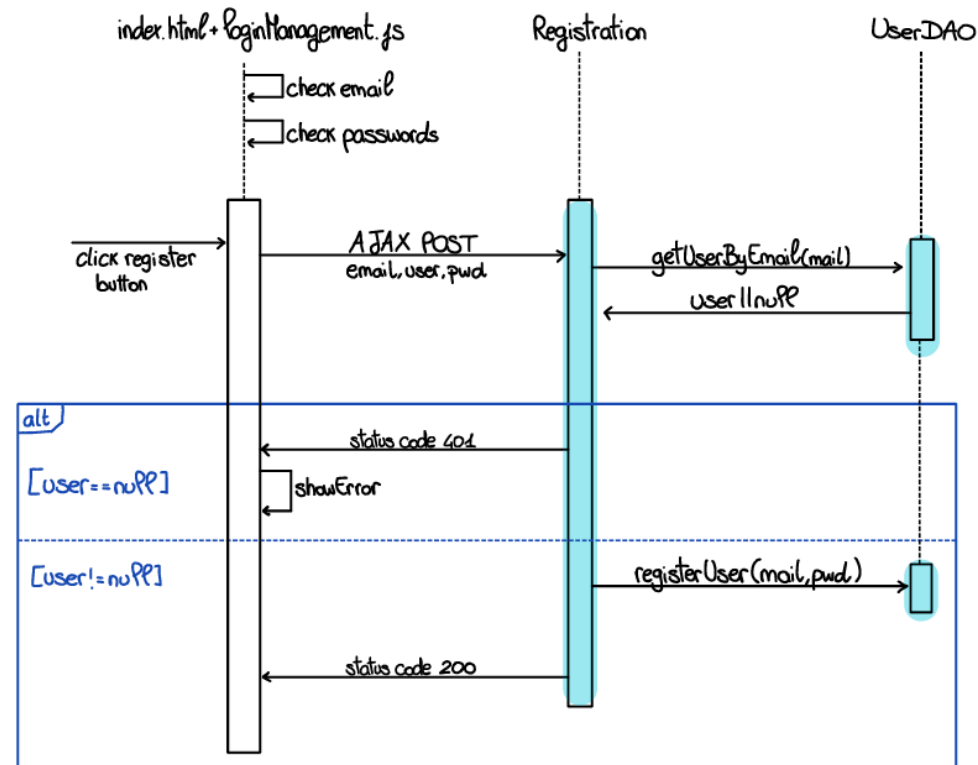 index.html+loginManagement.js
Registration
UserDAO
check email
check passwords
click register
button
AJAX POST
email, user, pwd
getUserByEmail(mail)
user||null
alt
status code 401
[user==null]
showError
[user!=null]
registerUser(mail,pwd)
status code 200